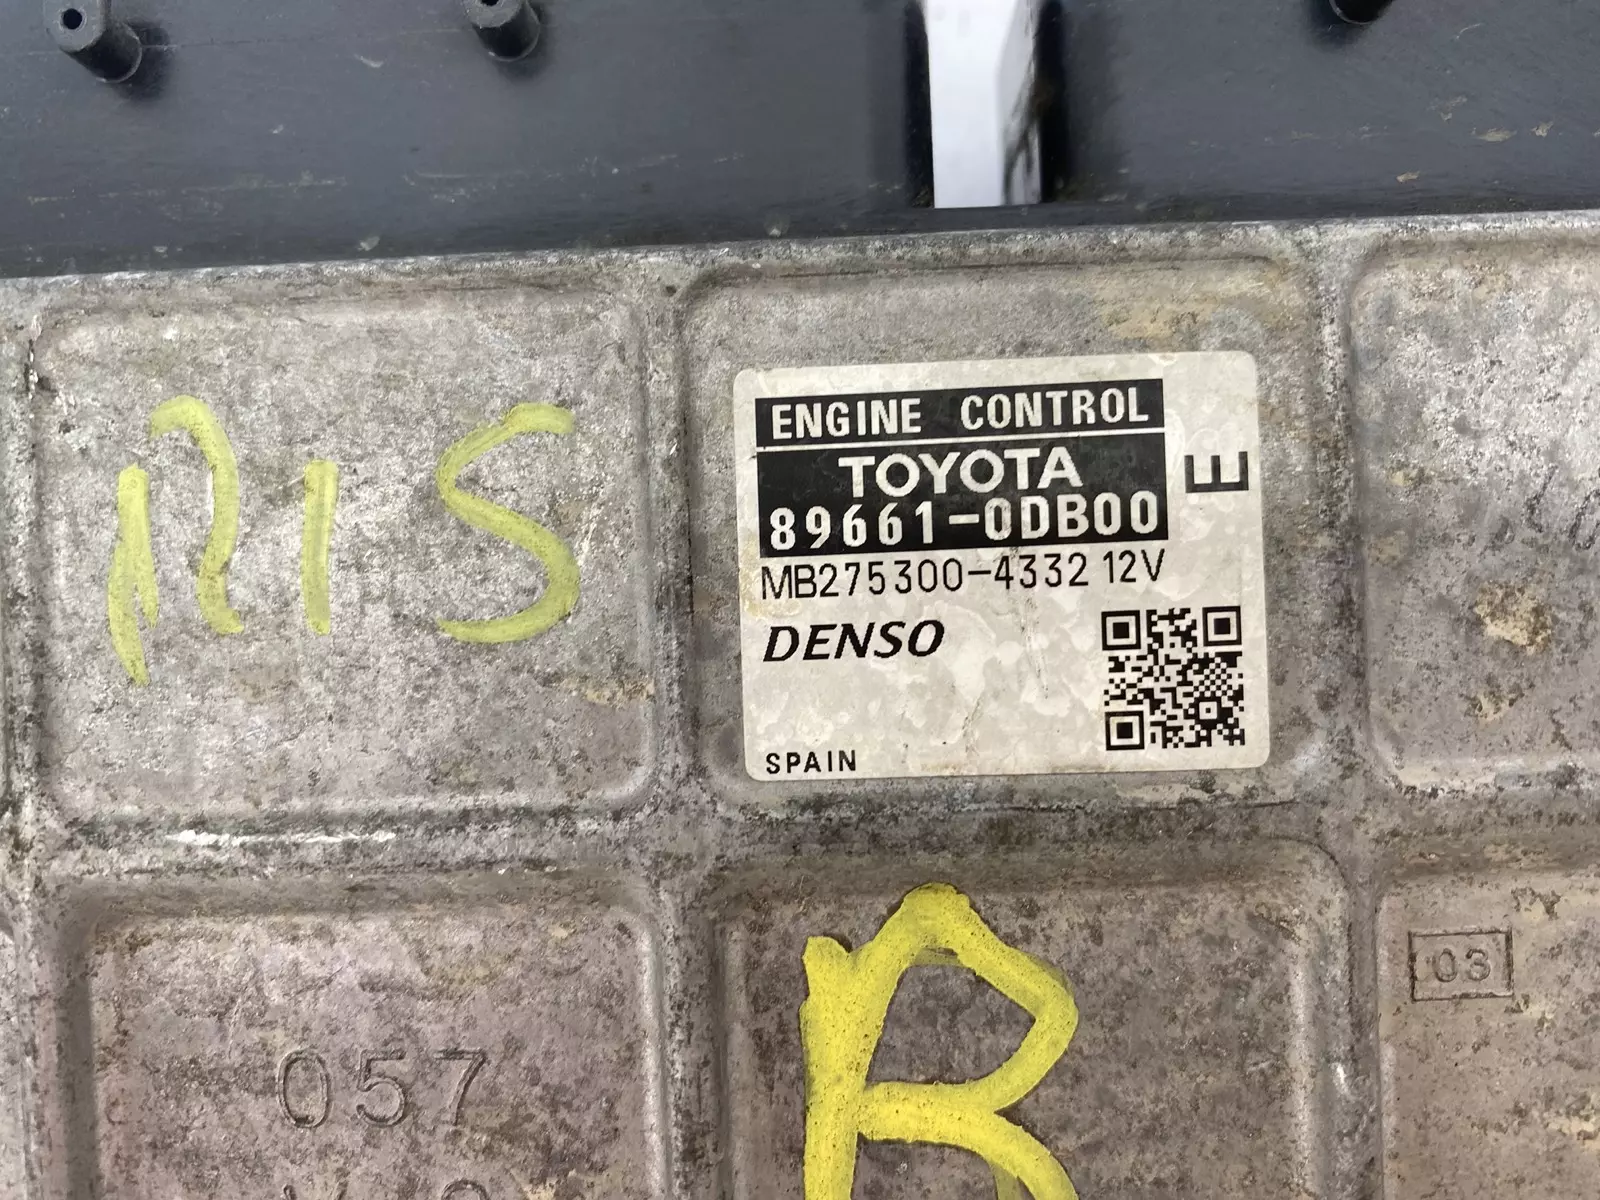 ENGINE CONTROL
TOYOTA
89661-0DB00
E
MB275300-4332 12V
DENSO
SPAIN
R
03
057